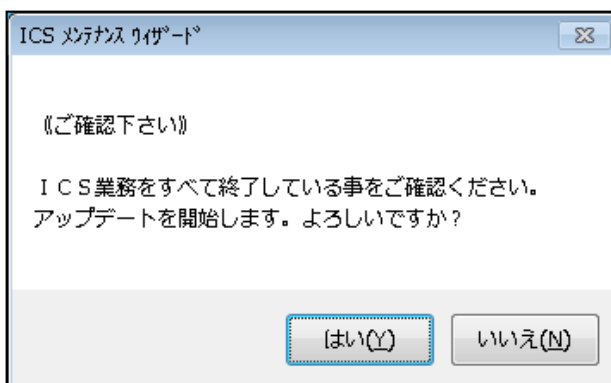 ICS ﾒﾝﾃﾅﾝｽ ｳｨｻﾞｰﾄﾞ
《ご確認下さい》
ＩＣＳ業務をすべて終了している事をご確認ください。
アップデートを開始します。よろしいですか？
はい(Y)
いいえ(N)